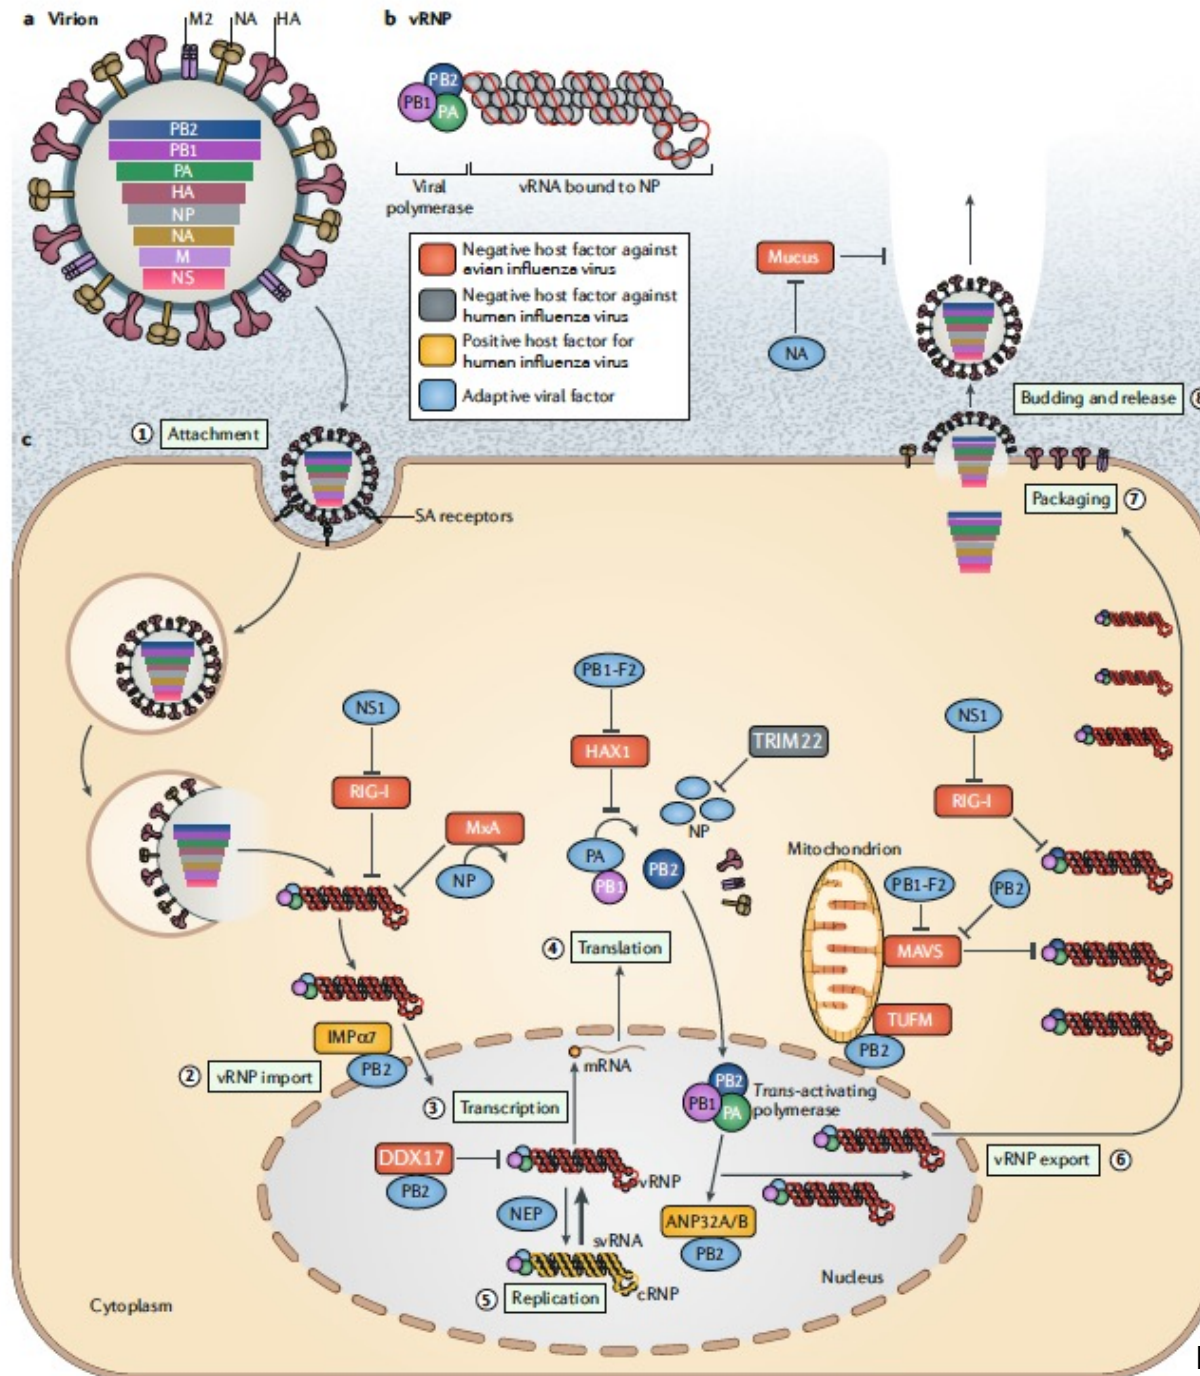 a Virion
M2
NA
HA
PB2
PB1
PA
HA
NP
NA
M
NS
b vRNP
PB2
PB1
PA
Viral
polymerase
vRNA bound to NP
Negative host factor against
avian influenza virus
Negative host factor against
human influenza virus
Positive host factor for
human influenza virus
Adaptive viral factor
Mucus
NA
Budding and release 8
c
1 Attachment
SA receptors
Packaging 7
PB1-F2
HAX1
TRIM22
NP
PA
PB1
PB2
NS1
RIG-I
MxA
NP
NS1
RIG-I
Mitochondrion
PB1-F2
PB2
MAVS
TUFM
PB2
4 Translation
IMPα7
PB2
2 vRNP import
mRNA
3 Transcription
PB2
PB1
PA
Trans-activating
polymerase
DDX17
PB2
vRNP
NEP
svRNA
cRNP
5 Replication
ANP32A/B
PB2
vRNP export 6
Nucleus
Cytoplasm